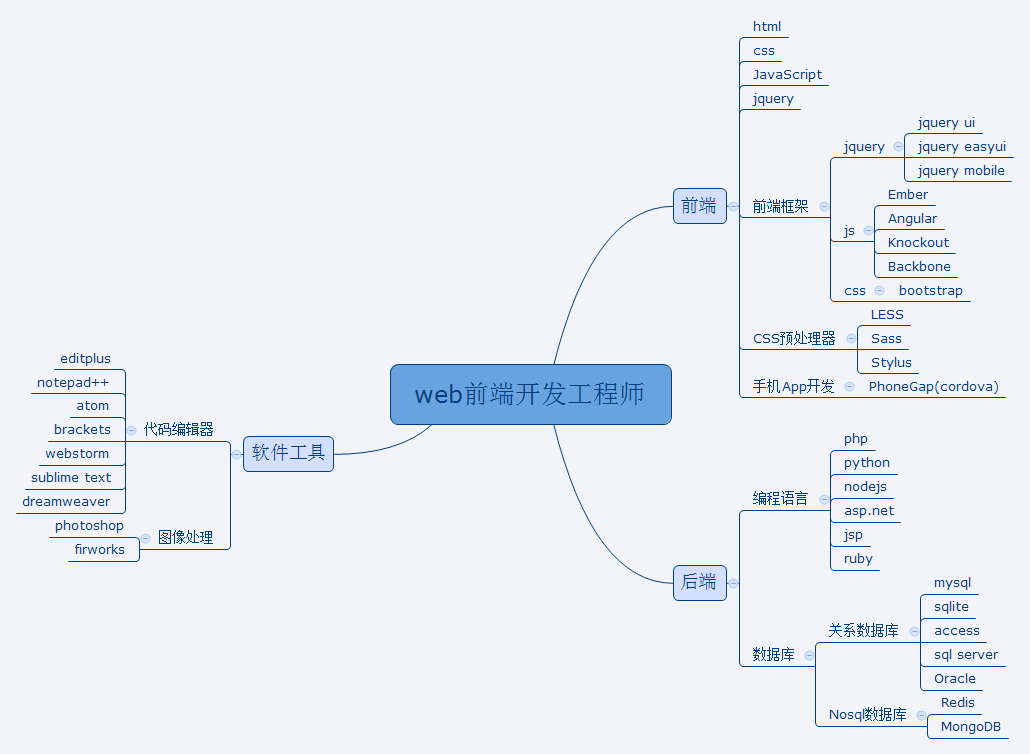 web前端开发工程师
前端
html
css
JavaScript
jquery
前端框架
jquery
jquery ui
jquery easyui
jquery mobile
js
Ember
Angular
Knockout
Backbone
css
bootstrap
CSS预处理器
LESS
Sass
Stylus
手机App开发
PhoneGap(cordova)
后端
编程语言
php
python
nodejs
asp.net
jsp
ruby
数据库
关系数据库
mysql
sqlite
access
sql server
Oracle
Nosql数据库
Redis
MongoDB
软件工具
代码编辑器
editplus
notepad++
atom
brackets
webstorm
sublime text
dreamweaver
图像处理
photoshop
firworks